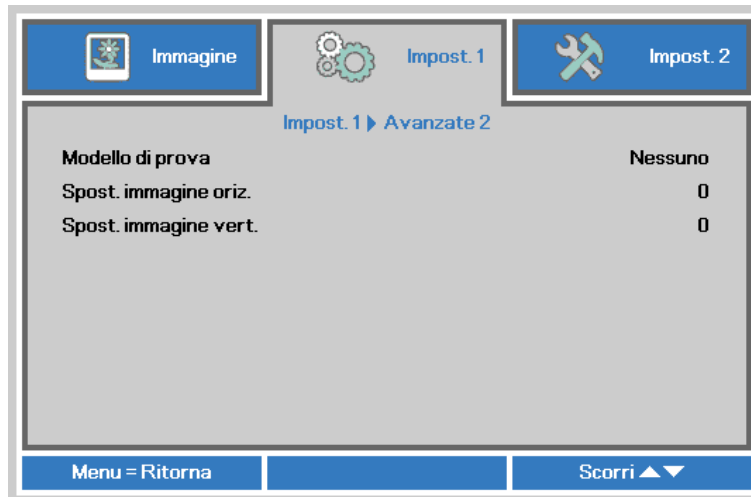 Immagine Impost. 1 Impost. 2
Impost. 1 ▶ Avanzate 2
Modello di prova Nessuno
Spost. immagine oriz. 0
Spost. immagine vert. 0
Menu = Ritorna Scorri ▲▼